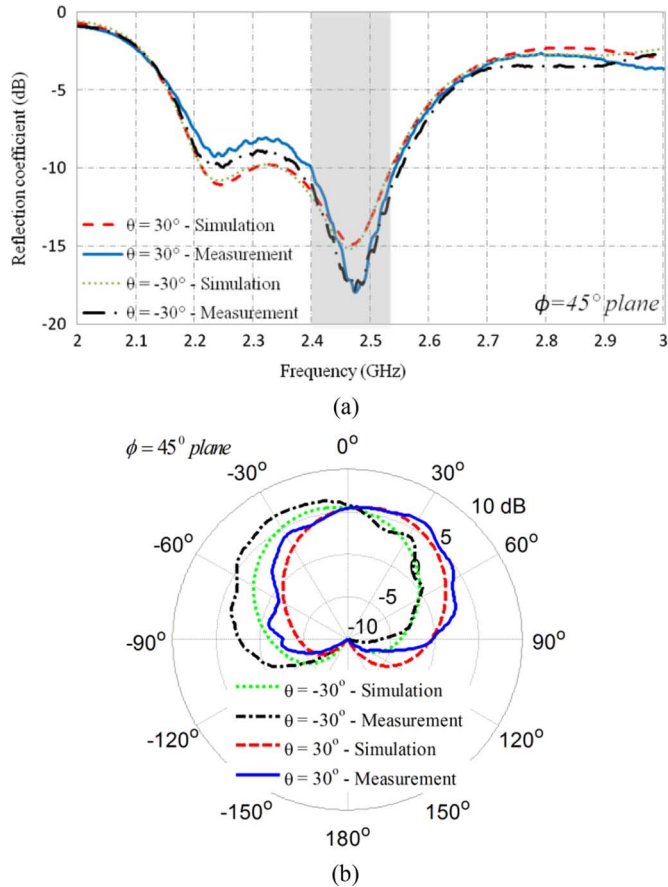 0
-5
-10
-15
-20
Reflection coefficient (dB)
θ = 30° - Simulation
θ = 30° - Measurement
θ = -30° - Simulation
θ = -30° - Measurement
ϕ=45° plane
2 2.1 2.2 2.3 2.4 2.5 2.6 2.7 2.8 2.9 3
Frequency (GHz)
(a)
ϕ = 45⁰ plane
0°
-30° 30°
10 dB
-60° 5 60°
0
-5
-10
-90° 90°
θ = -30° - Simulation
θ = -30° - Measurement
-120° 120°
θ = 30° - Simulation
θ = 30° - Measurement
-150° 150°
180°
(b)